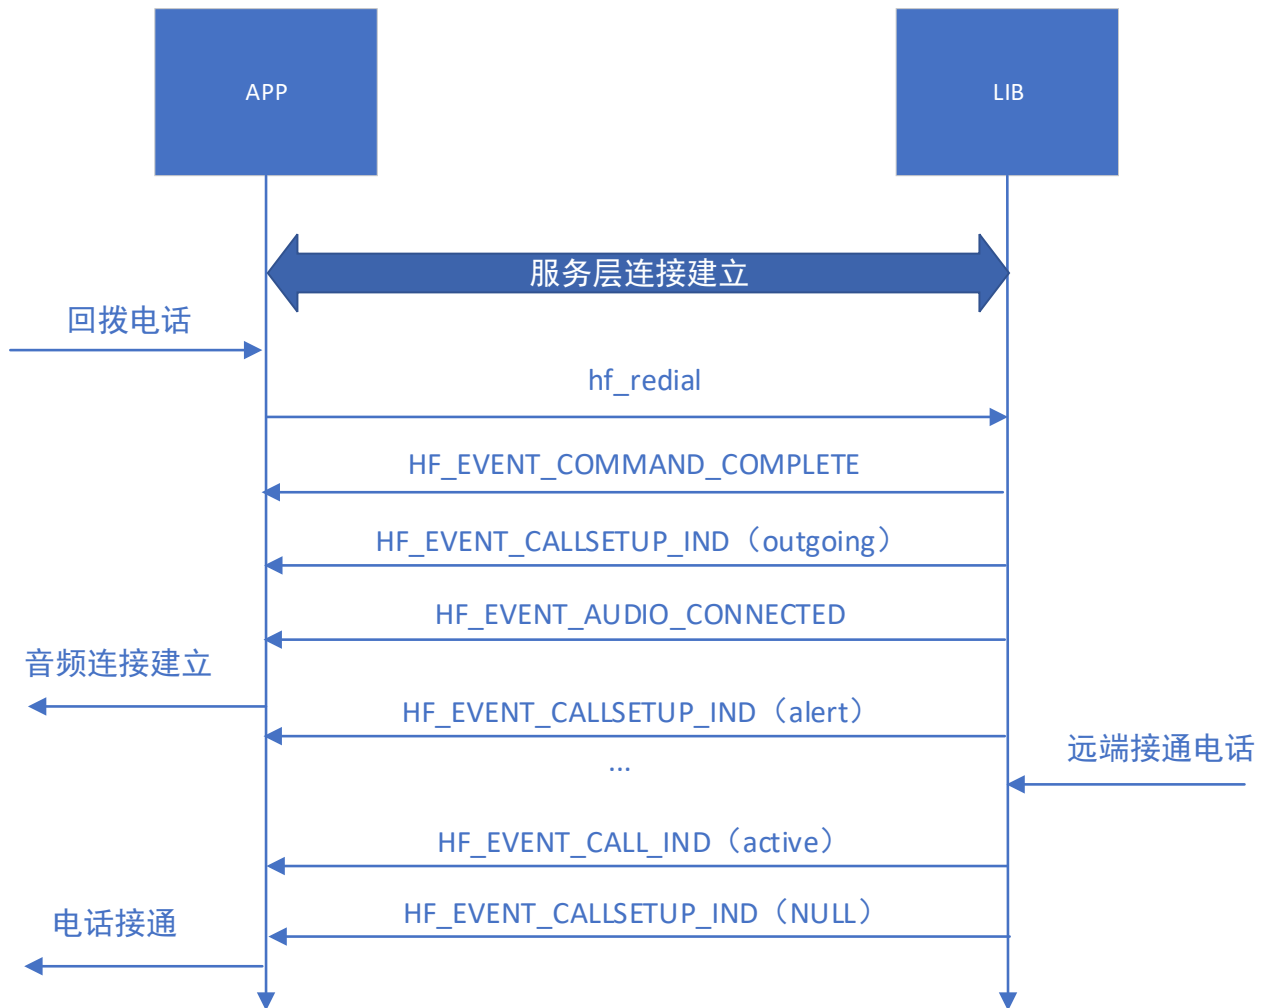 APP
LIB
服务层连接建立
回拨电话
hf_redial
HF_EVENT_COMMAND_COMPLETE
HF_EVENT_CALLSETUP_IND（outgoing）
HF_EVENT_AUDIO_CONNECTED
音频连接建立
HF_EVENT_CALLSETUP_IND（alert）
远端接通电话
...
HF_EVENT_CALL_IND（active）
HF_EVENT_CALLSETUP_IND（NULL）
电话接通